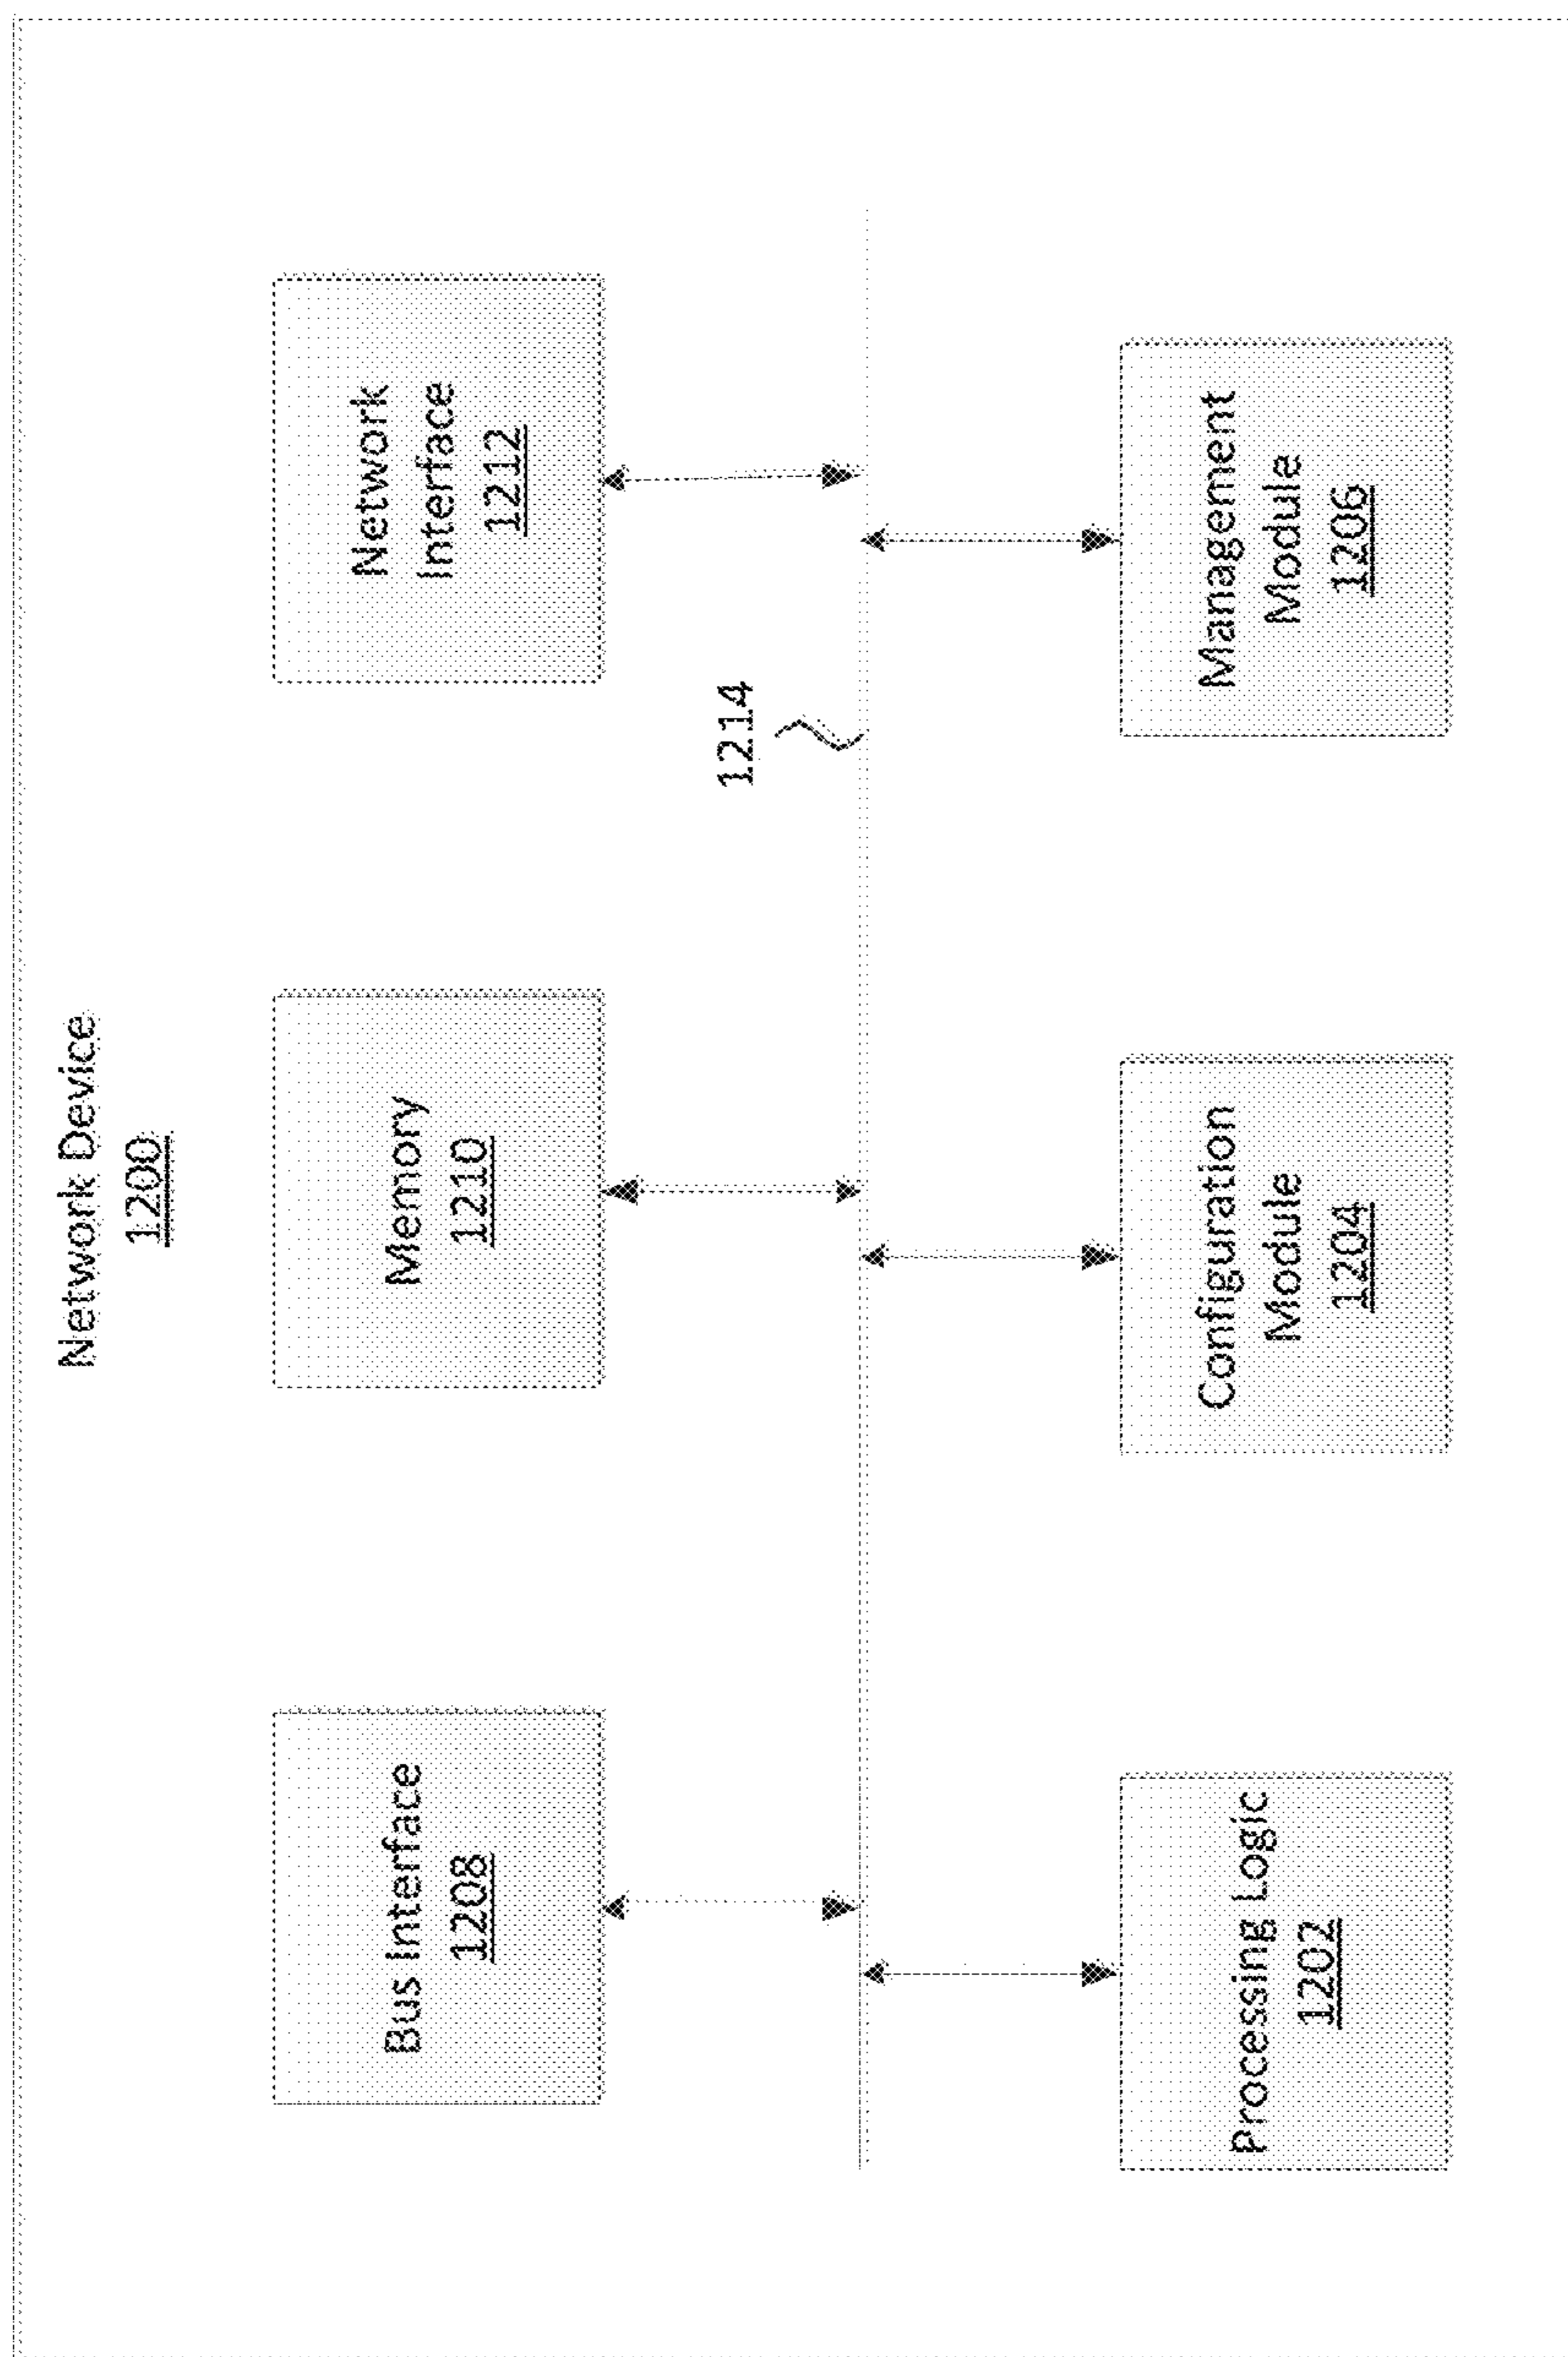 Network Device
1200
Bus Interface
1208
Memory
1210
Network
Interface
1212
1214
Processing Logic
1202
Configuration
Module
1204
Management
Module
1206